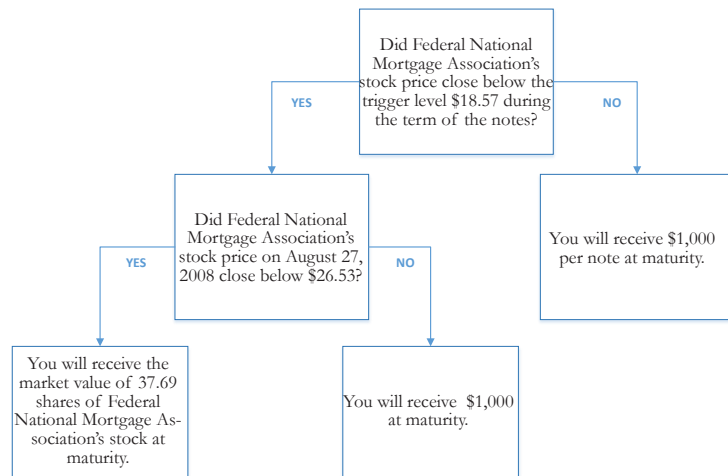 Did Federal National
Mortgage Association's
stock price close below the
trigger level $18.57 during
the term of the notes?
YES
NO
Did Federal National
Mortgage Association's
stock price on August 27,
2008 close below $26.53?
You will receive $1,000
per note at maturity.
YES
NO
You will receive the
market value of 37.69
shares of Federal
National Mortgage As-
sociation's stock at
maturity.
You will receive $1,000
at maturity.